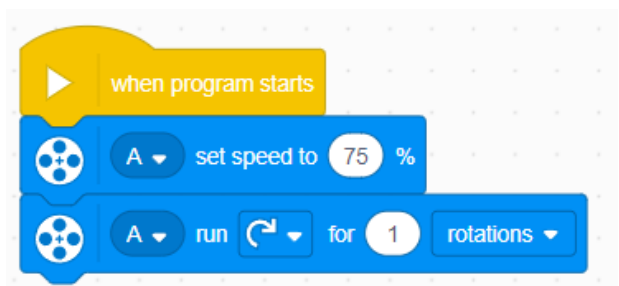 when program starts
A set speed to 75 %
A run for 1 rotations